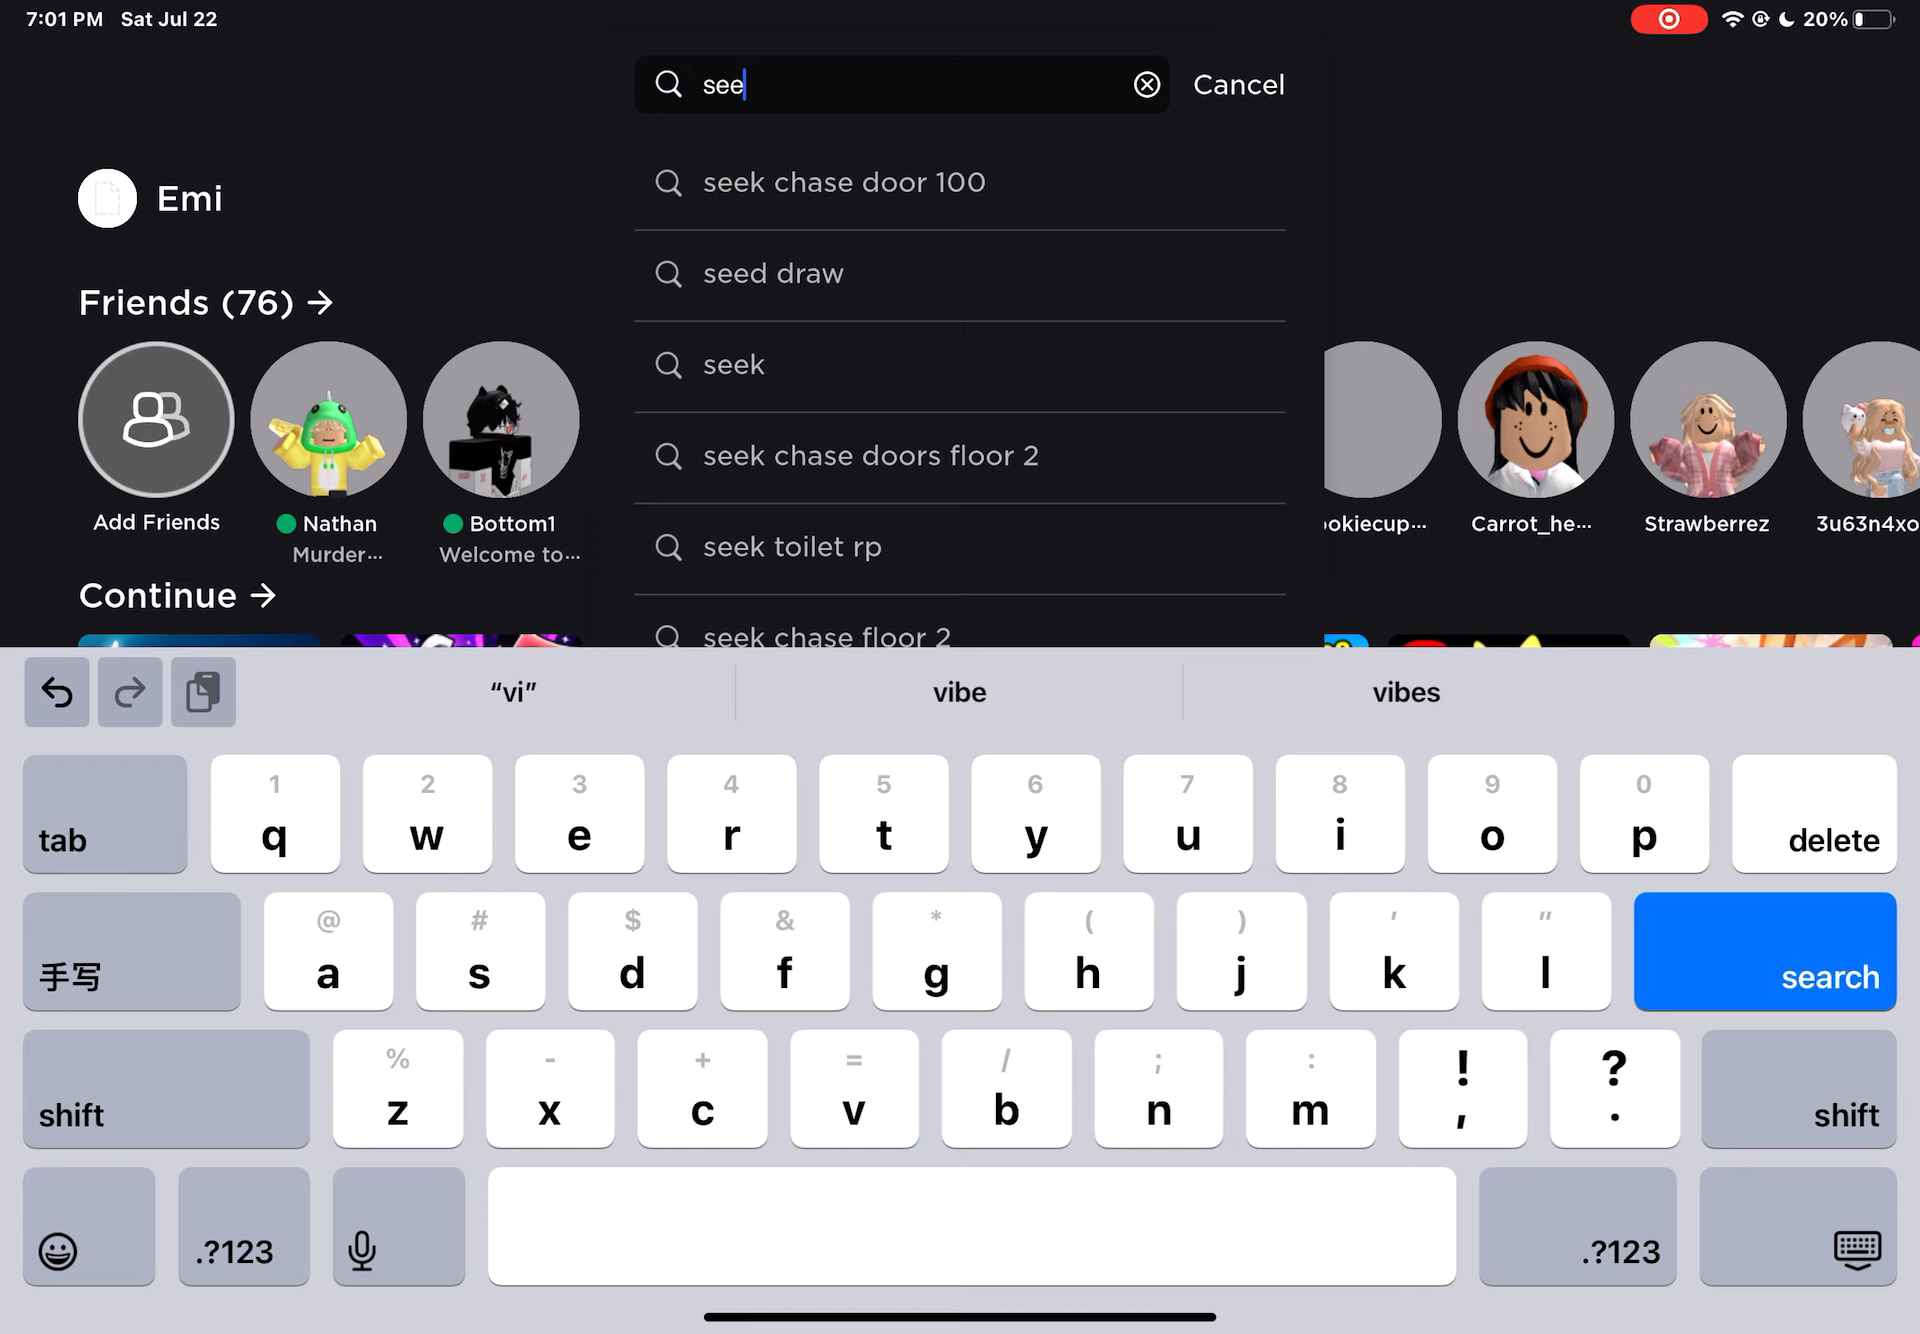 7:01 PM Sat Jul 22
20%
see
Cancel
seek chase door 100
Emi
seed draw
Friends (76) →
seek
seek chase doors floor 2
Add Friends
Nathan
Murder...
Bottom1
Welcome to...
okiecup...
Carrot_he...
Strawberrez
3u63n4xo
seek toilet rp
Continue →
seek chase floor 2
“vi”
vibe
vibes
tab
1 2 3 4 5 6 7 8 9 0
q w e r t y u i o p
delete
手写
@ # $ & * ( ) ' "
a s d f g h j k l
search
shift
% - + = / ; : ! ?
z x c v b n m , .
shift
.?123
.?123